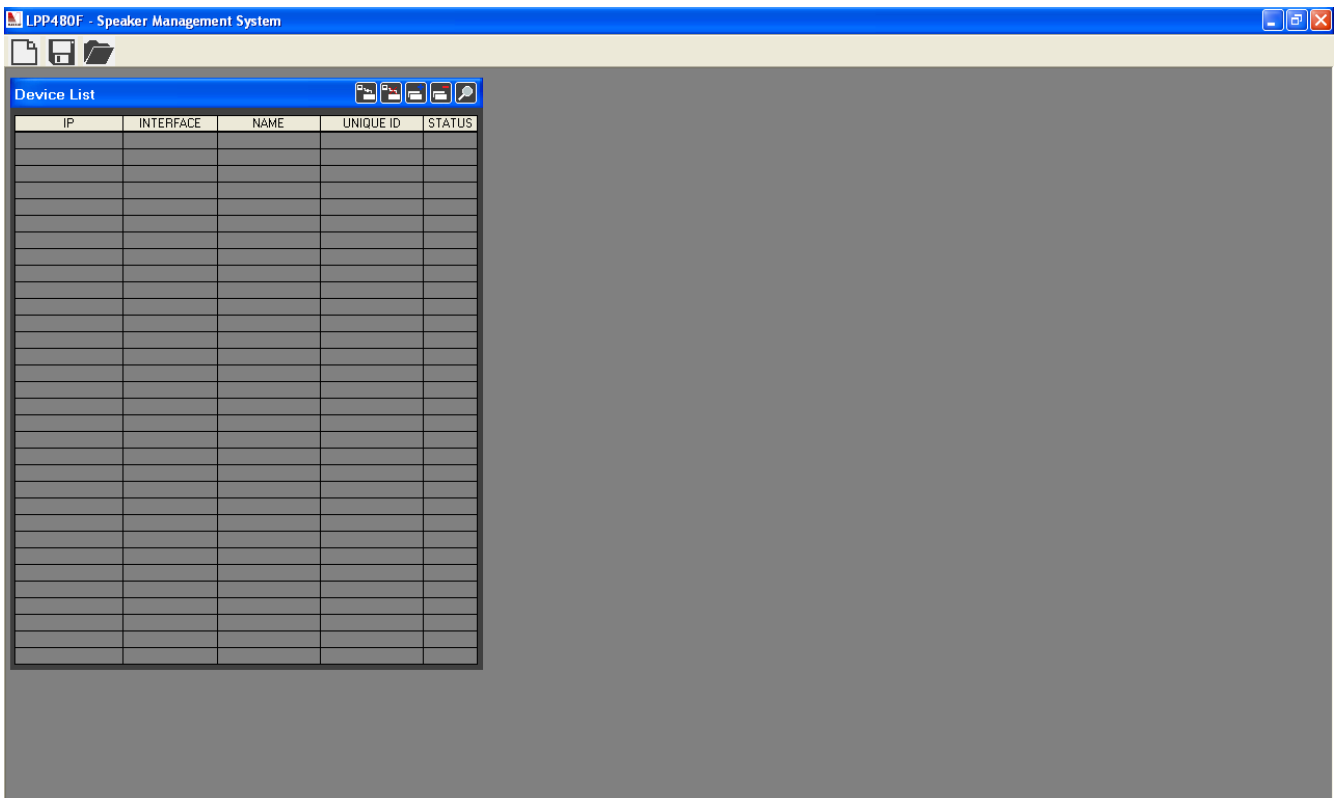 LPP480F - Speaker Management System
Device List
IP INTERFACE NAME UNIQUE ID STATUS